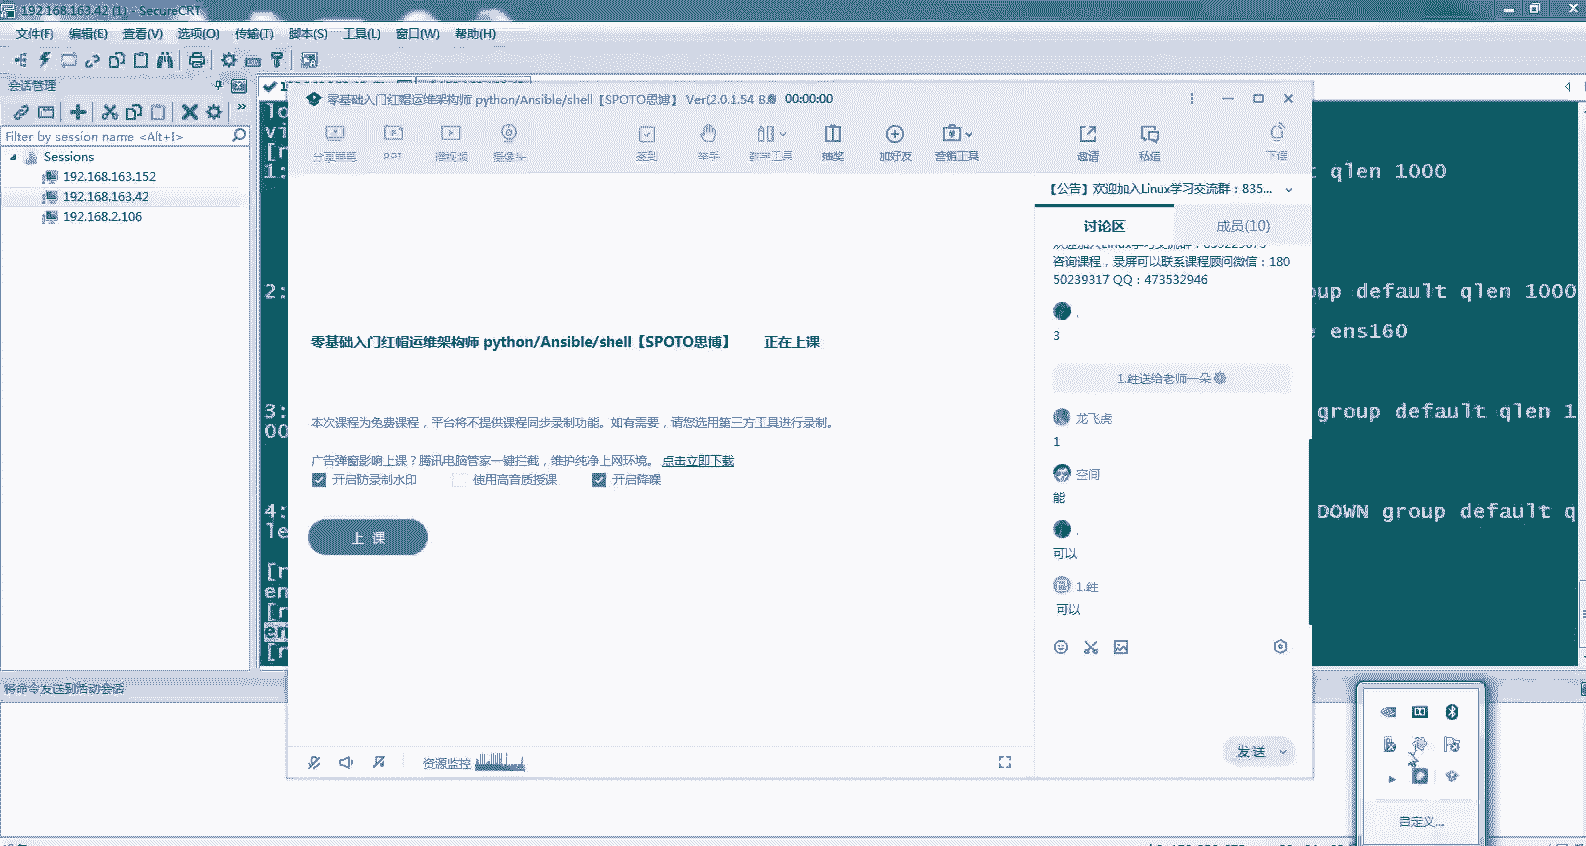 192.168.163.42 (1) - SecureCRT
文件(F) 编辑(E) 查看(V) 选项(O) 传输(T) 脚本(S) 工具(L) 窗口(W) 帮助(H)
会话管理
Filter by session name <Alt+I>
Sessions
192.168.163.152
192.168.163.42
192.168.2.106
零基础入门红帽运维架构师 python/Ansible/shell【SPOTO思博】 Ver(2.0.1.54 00:00:00
PPT 播视频 摄像头 签到 举手 教学工具 抽奖 加好友 营销工具 邀请 私信 下课
【公告】欢迎加入Linux学习交流群：835...
讨论区 成员(10)
咨询课程，录屏可以联系课程顾问微信：180
50239317 QQ：473532946
3
1.鉎送给老师一朵
龙飞虎
1
空间
能
可以
可以
零基础入门红帽运维架构师 python/Ansible/shell【SPOTO思博】 正在上课
本次课程为免费课程，平台将不提供课程同步录制功能。如有需要，请您选用第三方工具进行录制。
广告弹窗影响上课？腾讯电脑管家一键拦截，维护纯净上网环境。 点击立即下载
开启防录制水印 使用高音质授课 开启降噪
上 课
资源监控
发送
1: t qlen 1000
2: up default qlen 1000
ens160
3: group default qlen 1
4: DOWN group default q
le
将命令发送到活动会话
自定义...